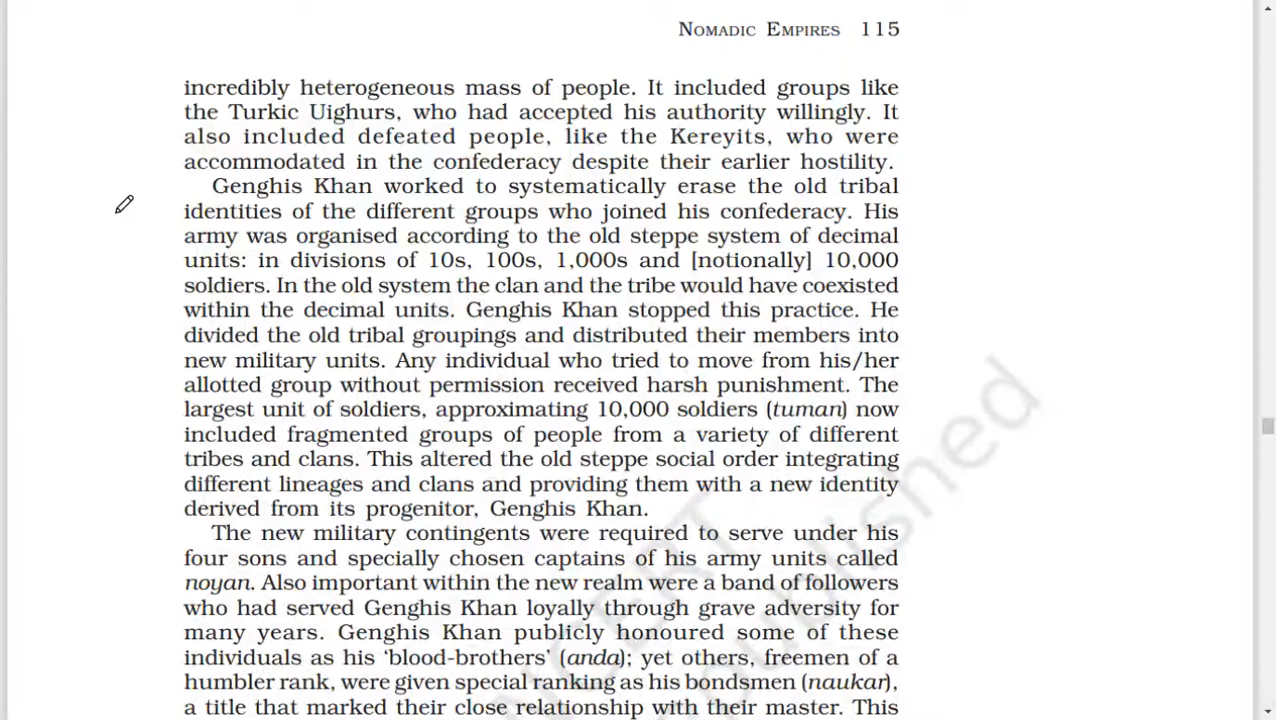 NOMADIC EMPIRES 115
incredibly heterogeneous mass of people. It included groups like
the Turkic Uighurs, who had accepted his authority willingly. It
also included defeated people, like the Kereyits, who were
accommodated in the confederacy despite their earlier hostility.
Genghis Khan worked to systematically erase the old tribal
identities of the different groups who joined his confederacy. His
army was organised according to the old steppe system of decimal
units: in divisions of 10s, 100s, 1,000s and [notionally] 10,000
soldiers. In the old system the clan and the tribe would have coexisted
within the decimal units. Genghis Khan stopped this practice. He
divided the old tribal groupings and distributed their members into
new military units. Any individual who tried to move from his/her
allotted group without permission received harsh punishment. The
largest unit of soldiers, approximating 10,000 soldiers (tuman) now
included fragmented groups of people from a variety of different
tribes and clans. This altered the old steppe social order integrating
different lineages and clans and providing them with a new identity
derived from its progenitor, Genghis Khan.
The new military contingents were required to serve under his
four sons and specially chosen captains of his army units called
noyan. Also important within the new realm were a band of followers
who had served Genghis Khan loyally through grave adversity for
many years. Genghis Khan publicly honoured some of these
individuals as his ‘blood-brothers’ (anda); yet others, freemen of a
humbler rank, were given special ranking as his bondsmen (naukar),
a title that marked their close relationship with their master. This
NCERT
published